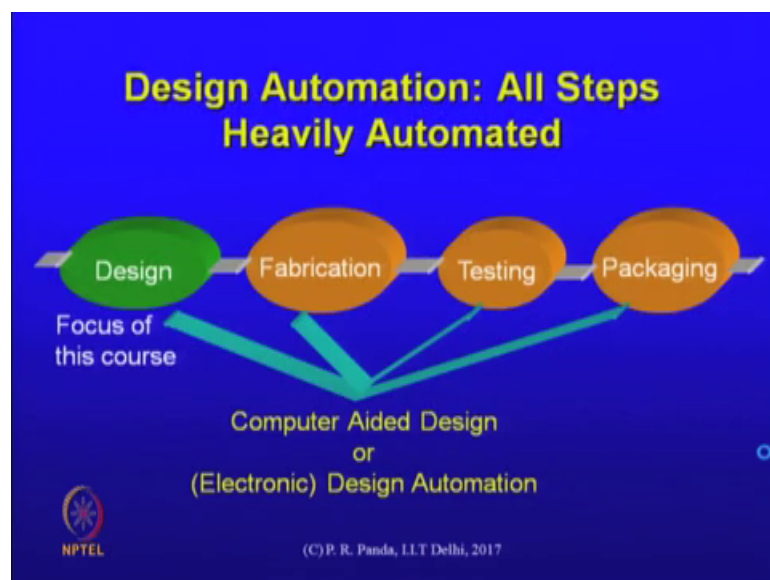 Design Automation: All Steps
Heavily Automated
Design
Fabrication
Testing
Packaging
Focus of
this course
Computer Aided Design
or
(Electronic) Design Automation
NPTEL
(C) P. R. Panda, I.I.T Delhi, 2017